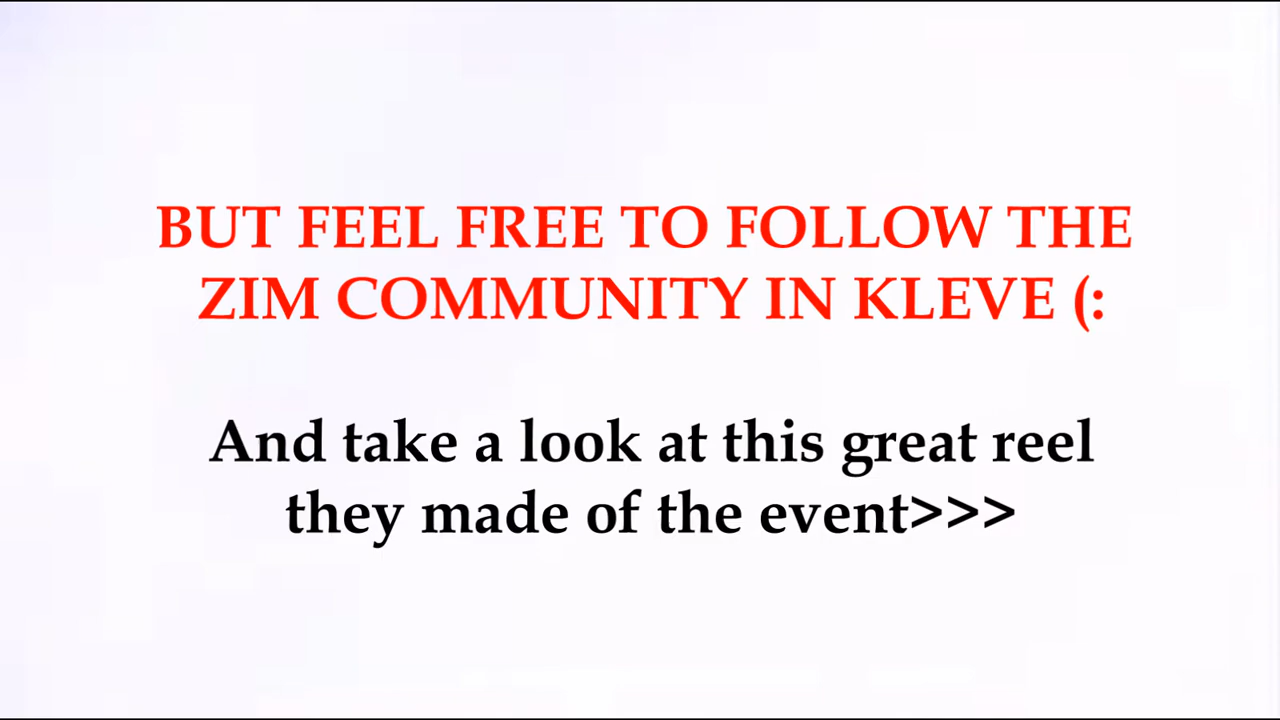 BUT FEEL FREE TO FOLLOW THE
ZIM COMMUNITY IN KLEVE (:
And take a look at this great reel
they made of the event>>>